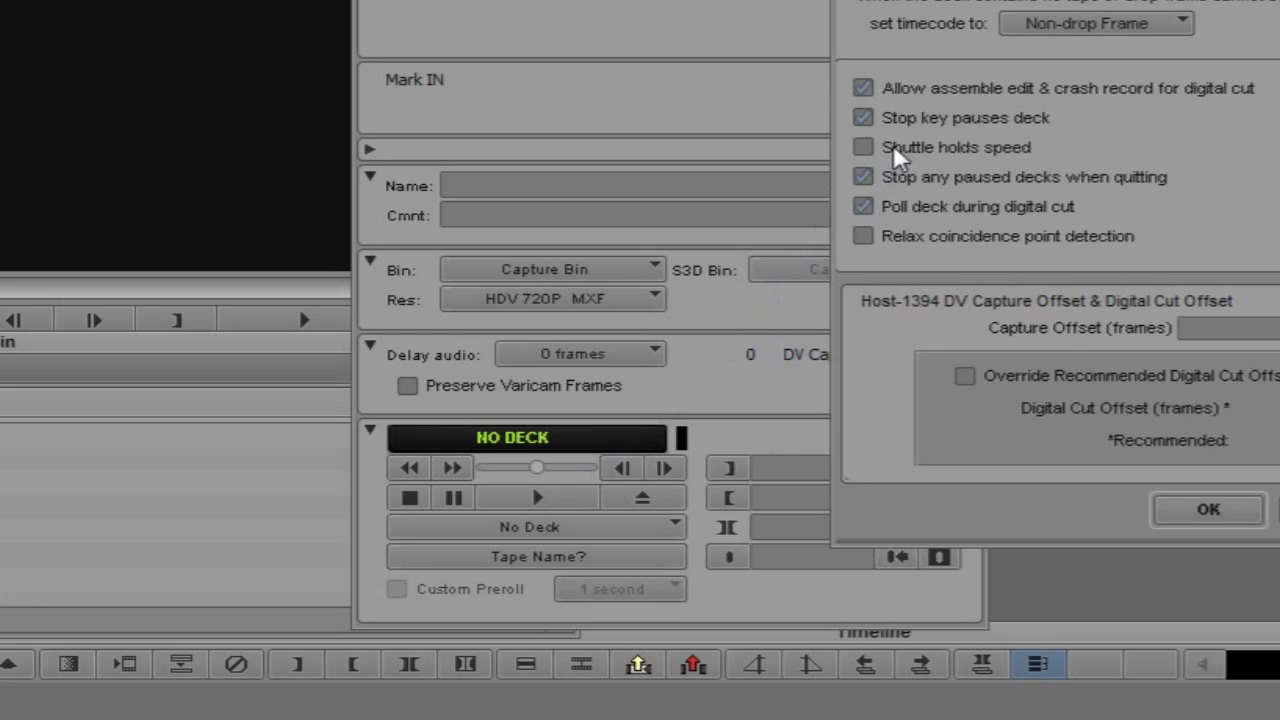 set timecode to: Non-drop Frame
Mark IN
Allow assemble edit & crash record for digital cut
Stop key pauses deck
Shuttle holds speed
Stop any paused decks when quitting
Poll deck during digital cut
Relax coincidence point detection
Name:
Cmnt:
Bin: Capture Bin S3D Bin: Ca
Res: HDV 720P MXF
Host-1394 DV Capture Offset & Digital Cut Offset
Capture Offset (frames)
in
Delay audio: 0 frames 0 DV Ca
Preserve Varicam Frames
Override Recommended Digital Cut Offs
Digital Cut Offset (frames) *
*Recommended:
NO DECK
OK
No Deck
Tape Name?
Custom Preroll 1 second
Timeline